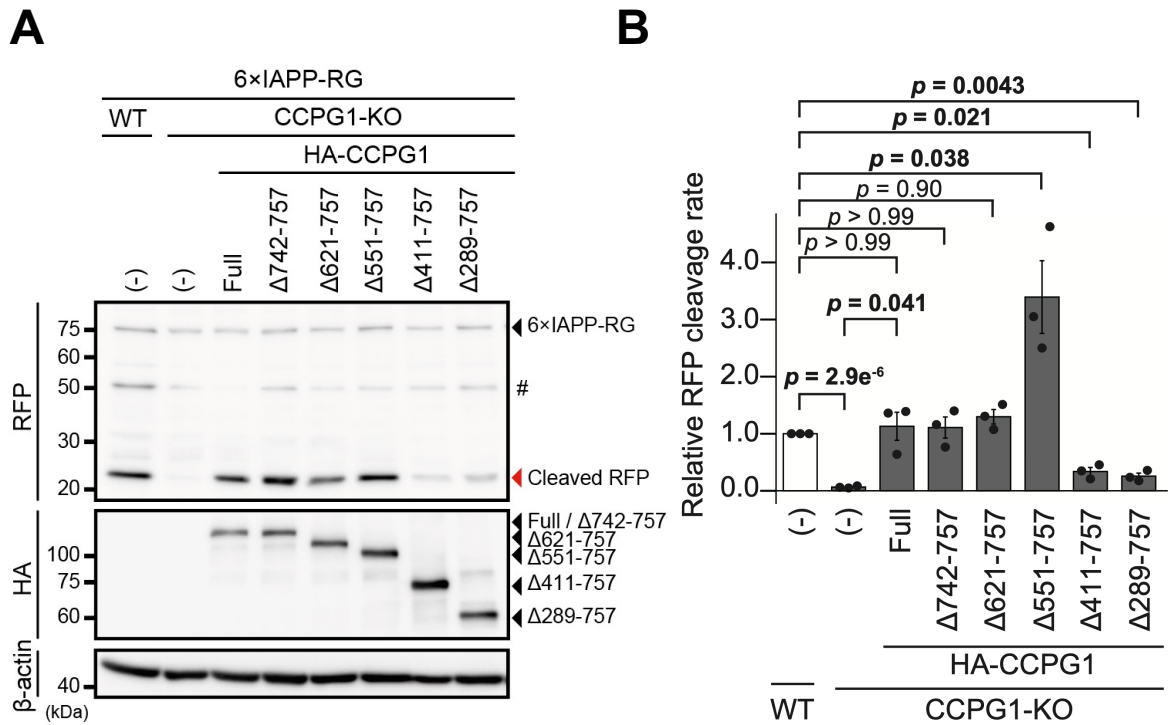 A
6×IAPP-RG
WT
CCPG1-KO
HA-CCPG1
(-)
(-)
Full
Δ742-757
Δ621-757
Δ551-757
Δ411-757
Δ289-757
RFP
75
60
50
30
20
6×IAPP-RG
#
Cleaved RFP
HA
100
75
60
Full / Δ742-757
Δ621-757
Δ551-757
Δ411-757
Δ289-757
β-actin
40
(kDa)
B
p = 0.0043
p = 0.021
p = 0.038
p = 0.90
p > 0.99
p > 0.99
p = 0.041
p = 2.9e-6
Relative RFP cleavage rate
4.0
3.0
2.0
1.0
0.0
(-)
(-)
Full
Δ742-757
Δ621-757
Δ551-757
Δ411-757
Δ289-757
HA-CCPG1
WT
CCPG1-KO